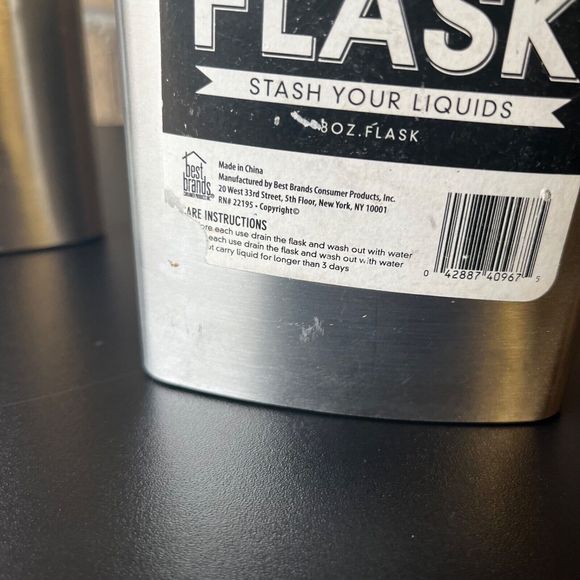 FLASK
STASH YOUR LIQUIDS
8OZ.FLASK
best
brands
Made in China
Manufactured by Best Brands Consumer Products, Inc.
20 West 33rd Street, 5th Floor, New York, NY 10001
RN# 22195 • Copyright©
ARE INSTRUCTIONS
ore each use drain the flask and wash out with water
each use drain the flask and wash out with water
ut carry liquid for longer than 3 days
0 42887 40967 5